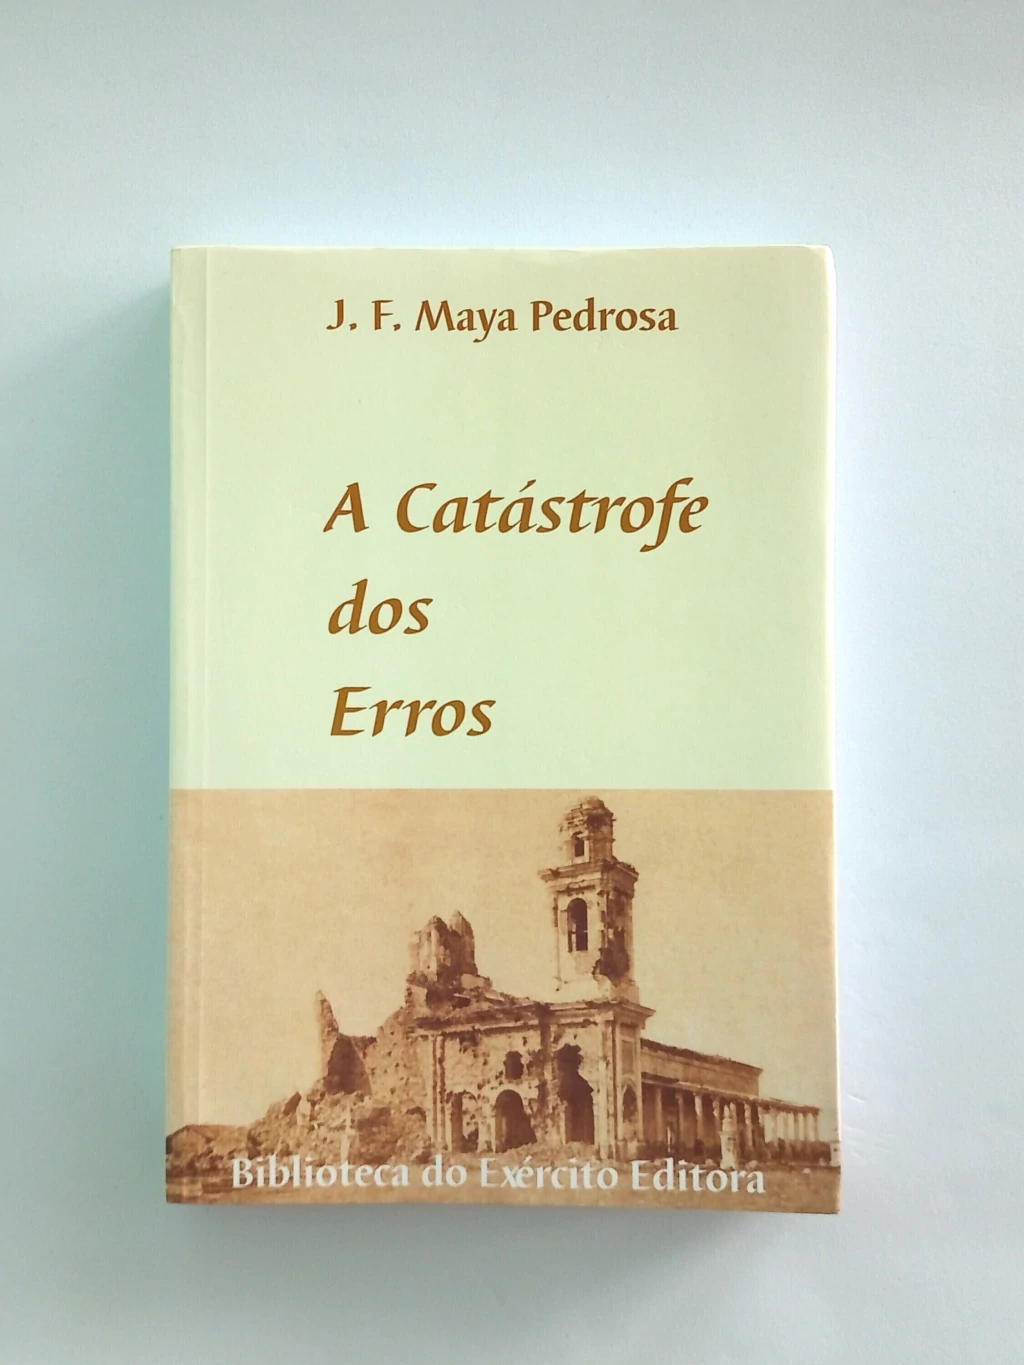 J. F. Maya Pedrosa
A Catástrofe
dos
Erros
Biblioteca do Exército Editora